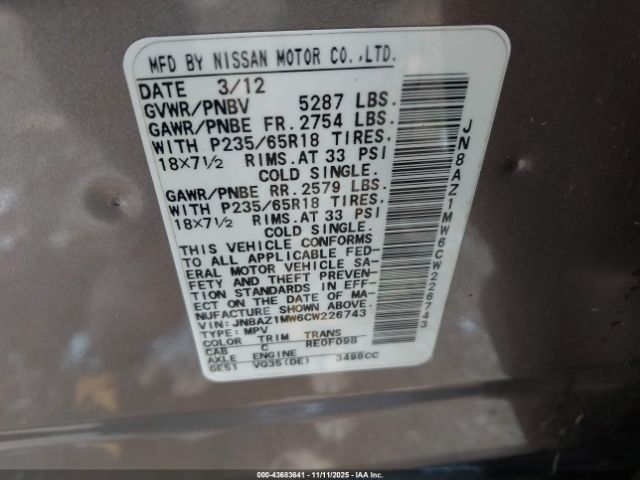 MFD BY NISSAN MOTOR CO.,LTD.
DATE 3/12
GVWR/PNBV 5287 LBS.
GAWR/PNBE FR. 2754 LBS.
WITH P235/65R18 TIRES.
18X7½ RIMS. AT 33 PSI
COLD SINGLE.
GAWR/PNBE RR. 2579 LBS.
WITH P235/65R18 TIRES.
18X7½ RIMS. AT 33 PSI
COLD SINGLE.
THIS VEHICLE CONFORMS
TO ALL APPLICABLE FED-
ERAL MOTOR VEHICLE SA-
FETY AND THEFT PREVEN-
TION STANDARDS IN EFF-
ECT ON THE DATE OF MA-
NUFACTURE SHOWN ABOVE.
VIN: JN8AZ1MW6CW226743
TYPE: MPV
CAB TRIM TRANS
C RE0F09B
AXLE ENGINE
GE51 VQ35(DE) 3498CC
JN8AZ1MW6CW226743
000-43683641 - 11/11/2025 - IAA Inc.